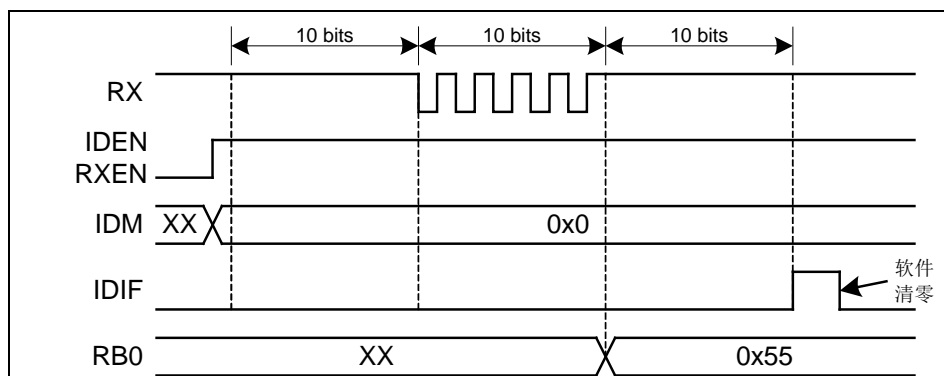 10 bits 10 bits 10 bits
RX
IDEN
RXEN
IDM XX 0x0
IDIF 软件
清零
RB0 XX 0x55